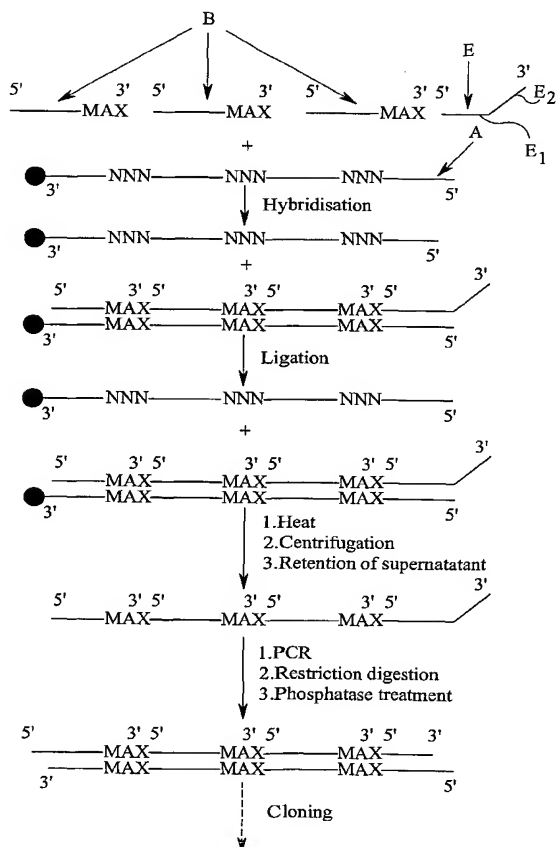 B
E
5' 3' 5' 3' 5' 3' 5' 3'
MAX MAX MAX E2
+ A E1
NNN NNN NNN
3' 5'
Hybridisation
NNN NNN NNN
3' 5'
+
3'
5' 3' 5' 3' 5' 3' 5'
MAX MAX MAX
MAX MAX MAX
3' 5'
Ligation
NNN NNN NNN
3' 5'
+
3'
5' 3' 5' 3' 5' 3' 5'
MAX MAX MAX
MAX MAX MAX
3' 5'
1.Heat
2.Centrifugation
3.Retention of supernatatant
3'
5' 3' 5' 3' 5' 3' 5'
MAX MAX MAX
1.PCR
2.Restriction digestion
3.Phosphatase treatment
5' 3' 5' 3' 5' 3' 5' 3'
MAX MAX MAX
MAX MAX MAX
3' 5'
Cloning